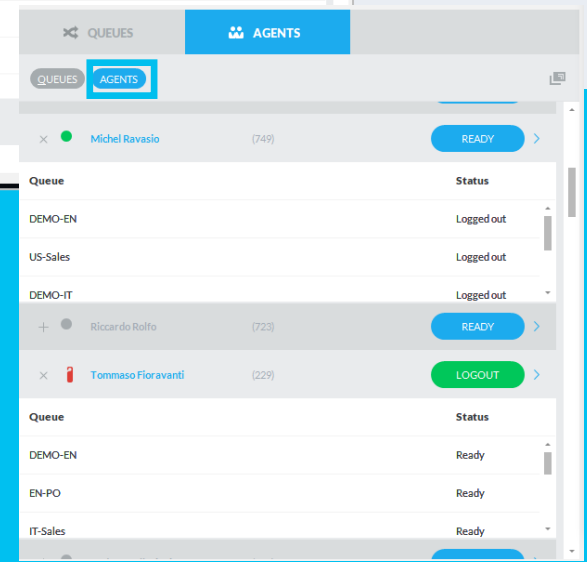 QUEUES AGENTS
QUEUES AGENTS
Michel Ravasio (749) READY
Queue Status
DEMO-EN Logged out
US-Sales Logged out
DEMO-IT Logged out
Riccardo Rolfo (723) READY
Tommaso Fioravanti (229) LOGOUT
Queue Status
DEMO-EN Ready
EN-PO Ready
IT-Sales Ready